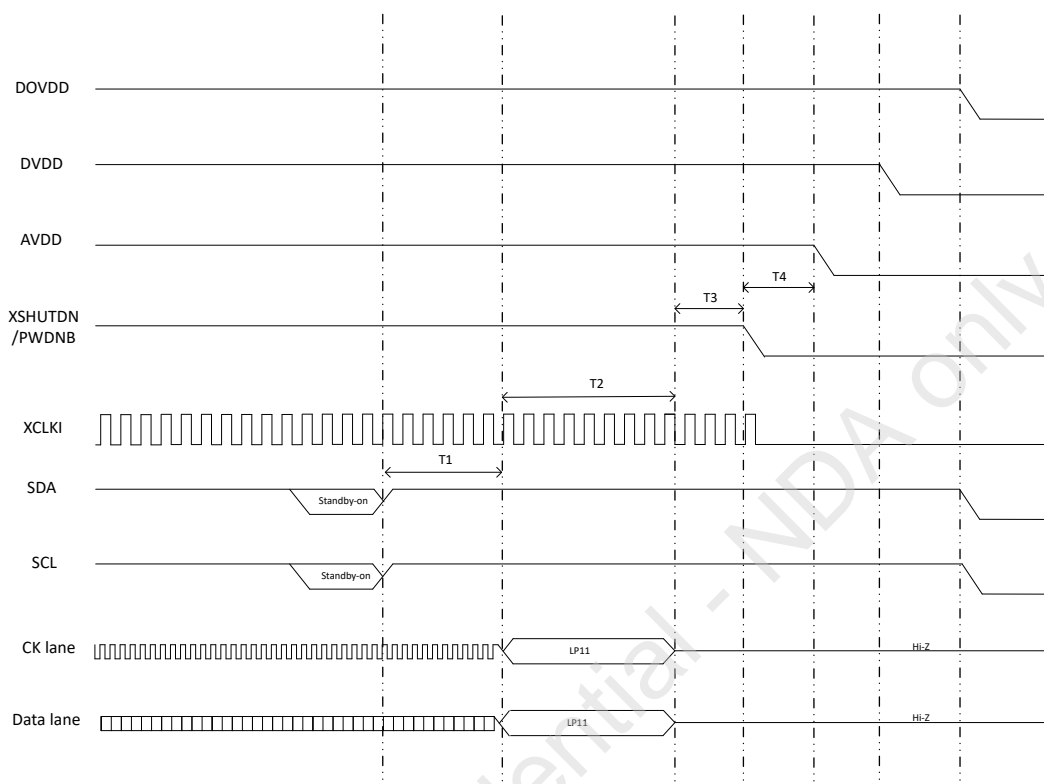 DOVDD
DVDD
AVDD
T4
T3
XSHUTDN
/PWDNB
T2
XCLKI
T1
SDA
Standby-on
SCL
Standby-on
CK lane
LP11
Hi-Z
Data lane
LP11
Hi-Z
dential - NDA only